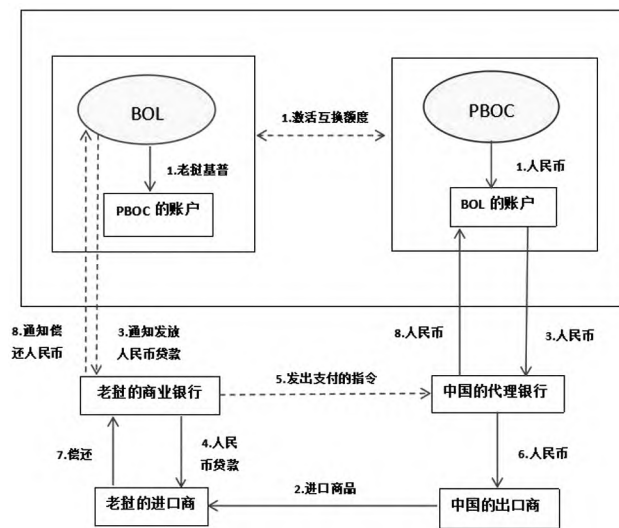 BOL
PBOC
1.激活互换额度
1.老挝基普
1.人民币
PBOC 的账户
BOL 的账户
8.通知偿
还人民币
3.通知发放
人民币贷款
8.人民币
3.人民币
老挝的商业银行
5.发出支付的指令
中国的代理银行
7.偿还
4.人民
币贷款
6.人民币
2.进口商品
老挝的进口商
中国的出口商